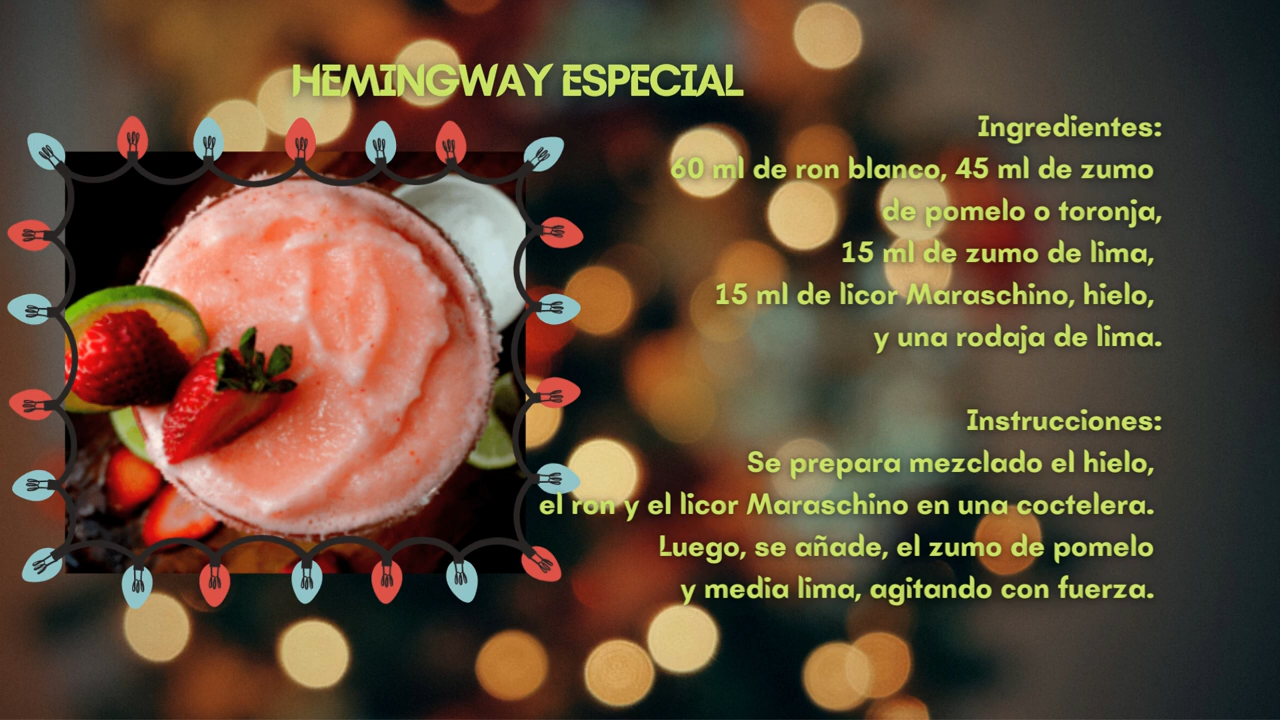 HEMINGWAY ESPECIAL
Ingredientes:
60 ml de ron blanco, 45 ml de zumo
de pomelo o toronja,
15 ml de zumo de lima,
15 ml de licor Maraschino, hielo,
y una rodaja de lima.
Instrucciones:
Se prepara mezclado el hielo,
el ron y el licor Maraschino en una coctelera.
Luego, se añade, el zumo de pomelo
y media lima, agitando con fuerza.